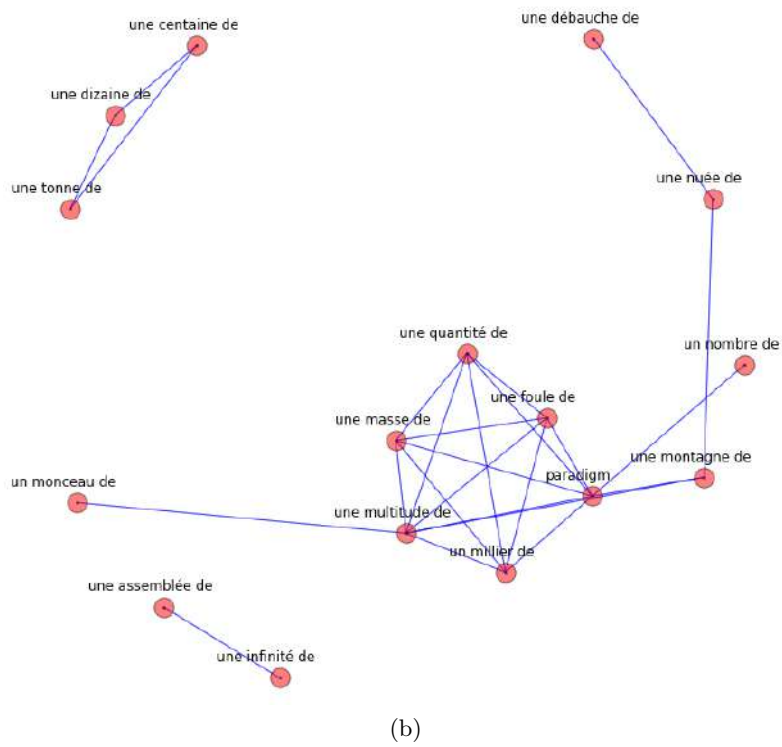 une centaine de
une débauche de
une dizaine de
une tonne de
une nuée de
une quantité de
un nombre de
une foule de
une masse de
une montagne de
paradigm
un monceau de
une multitude de
un millier de
une assemblée de
une infinité de
(b)